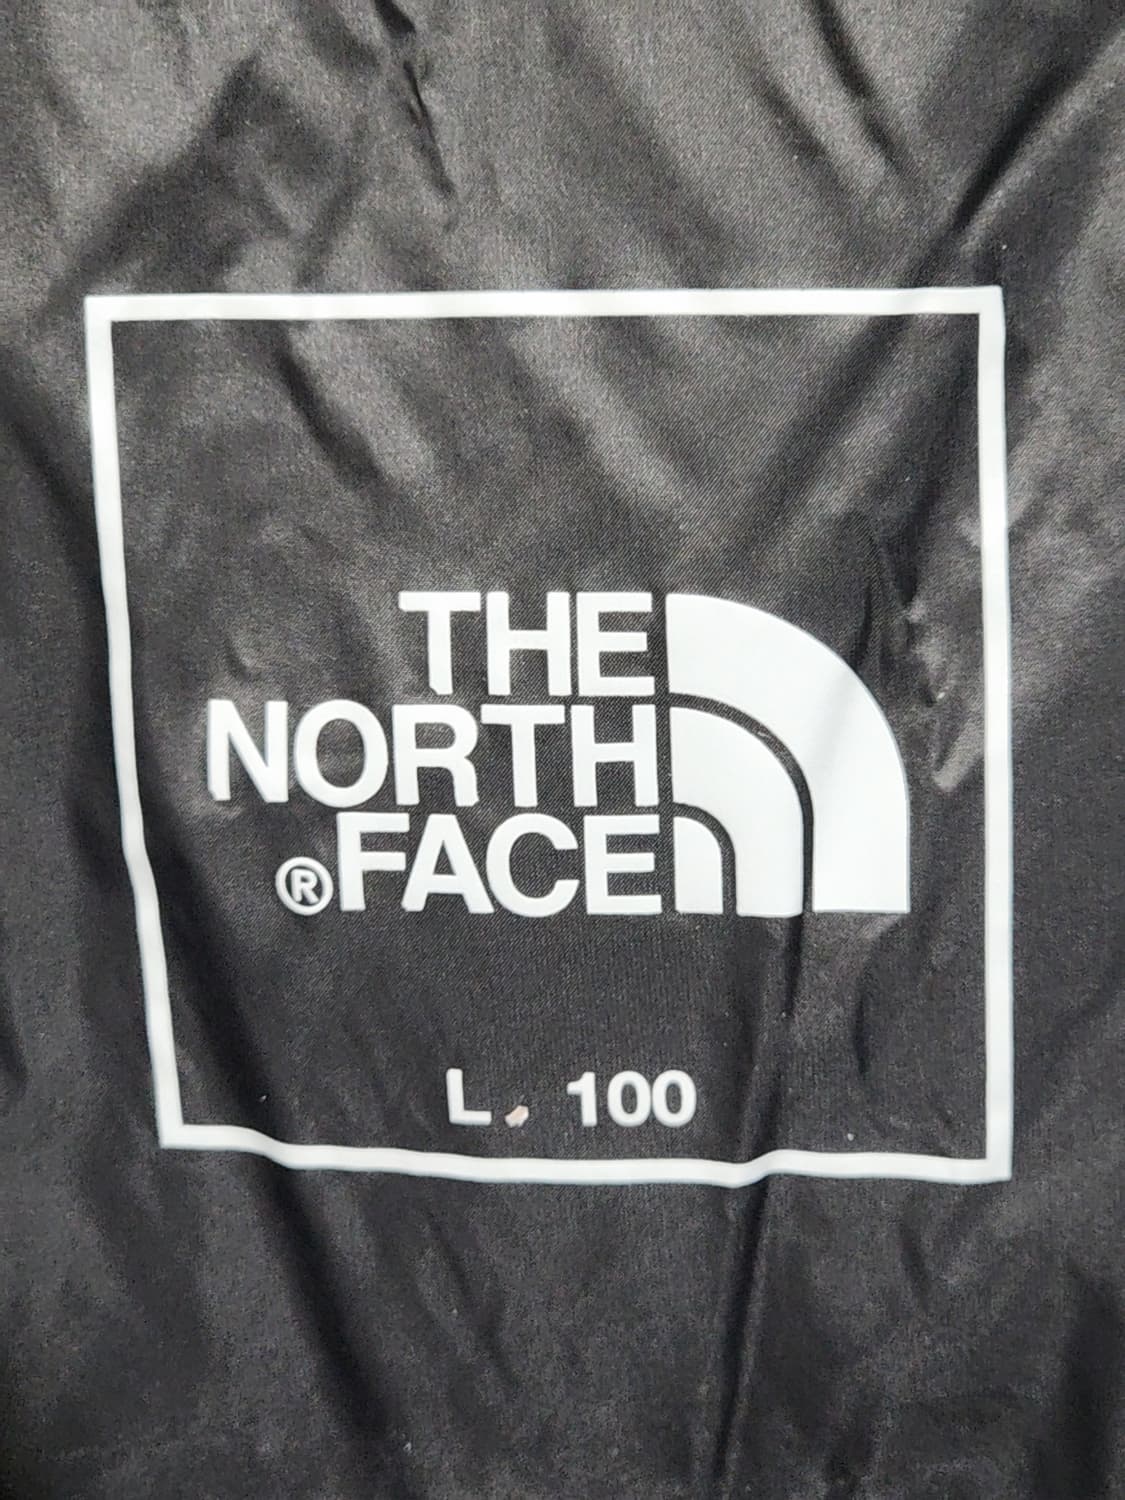 THE
NORTH
®FACE
L. 100